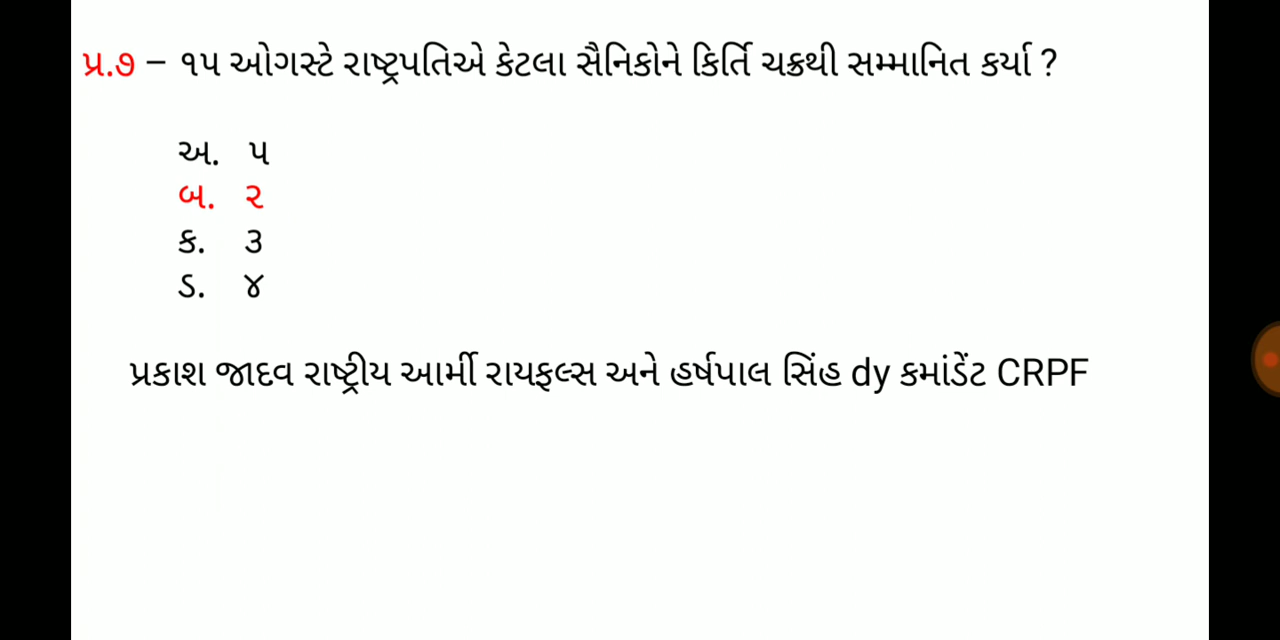 પ્ર.૭ – ૧૫ ઓગસ્ટે રાષ્ટ્રપતિએ કેટલા સૈનિકોને કિર્તિ ચક્રથી સમ્માનિત કર્યા ?
અ. ૫
બ. ૨
ક. ૩
ડ. ૪
પ્રકાશ જાદવ રાષ્ટ્રીય આર્મી રાયફલ્સ અને હર્ષપાલ સિંહ dy કમાંડેંટ CRPF